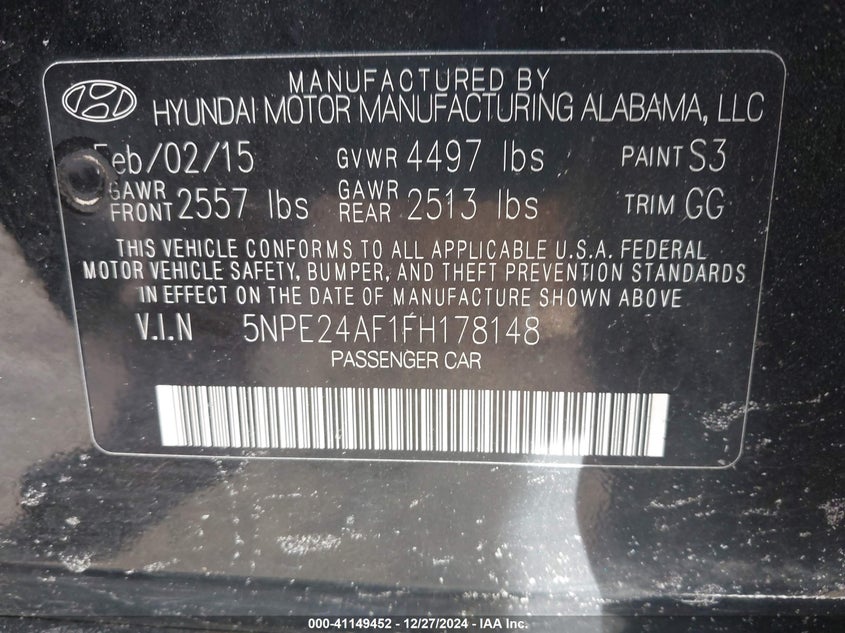 MANUFACTURED BY
HYUNDAI MOTOR MANUFACTURING ALABAMA, LLC
Feb/02/15 GVWR 4497 lbs PAINT S3
GAWR FRONT 2557 lbs GAWR REAR 2513 lbs TRIM GG
THIS VEHICLE CONFORMS TO ALL APPLICABLE U.S.A. FEDERAL
MOTOR VEHICLE SAFETY, BUMPER, AND THEFT PREVENTION STANDARDS
IN EFFECT ON THE DATE OF MANUFACTURE SHOWN ABOVE
V.I.N 5NPE24AF1FH178148
PASSENGER CAR
000-41149452 - 12/27/2024 - IAA Inc.